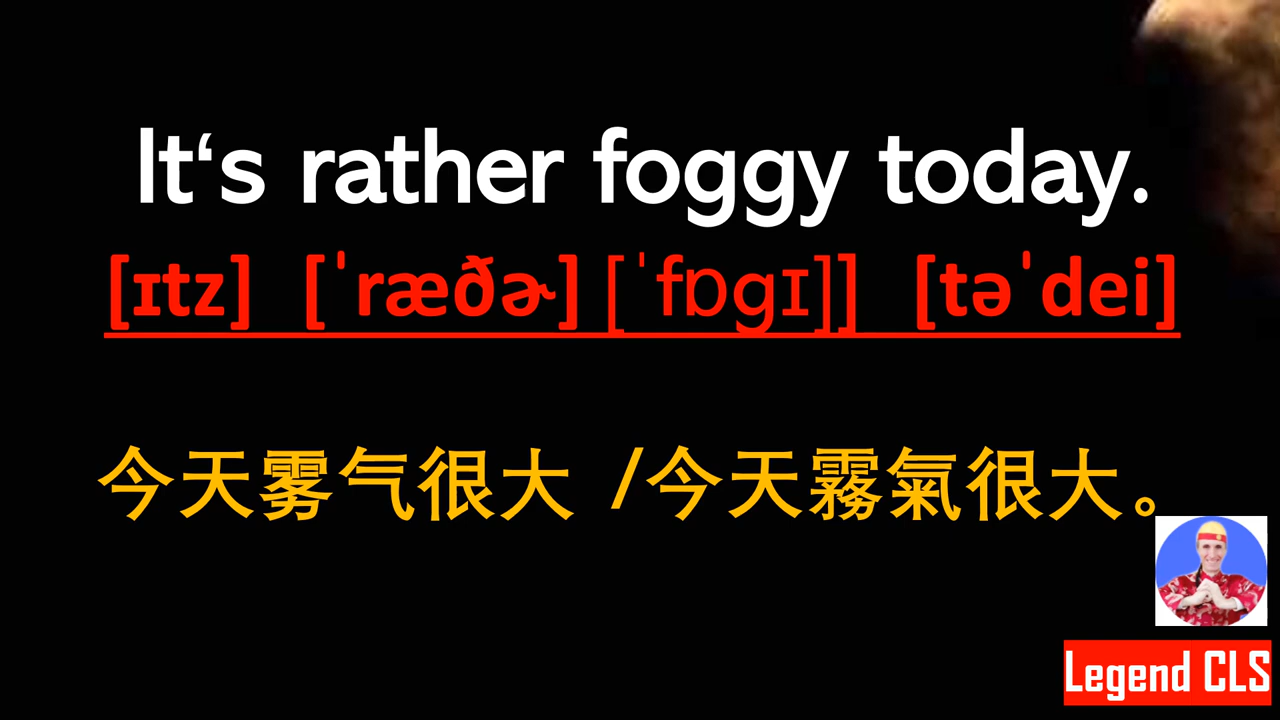 It‘s rather foggy today.
[ɪtz] [ˈræðɚ] [ˈfɒgɪ]] [təˈdei]
今天雾气很大 /今天霧氣很大。
Legend CLS